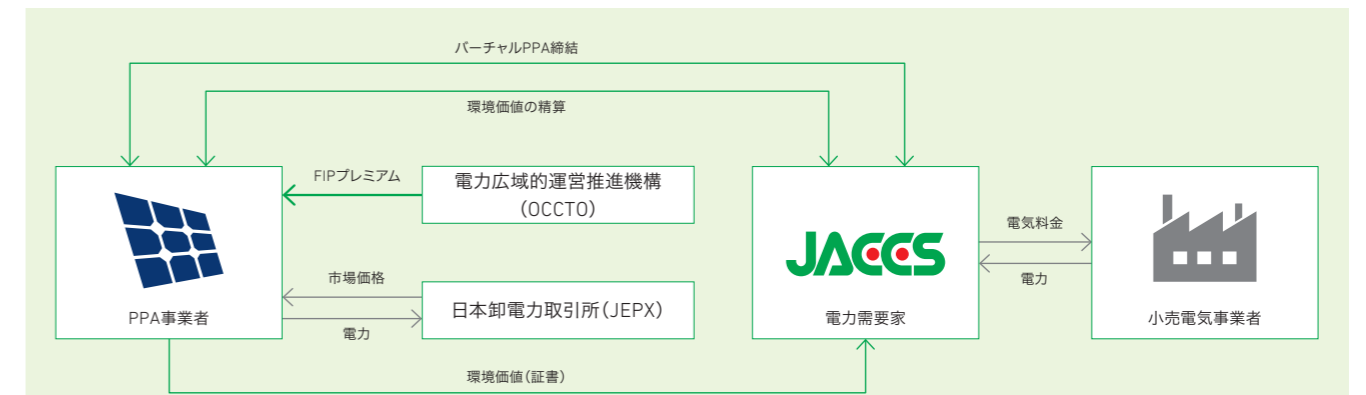 バーチャルPPA締結
環境価値の精算
FIPプレミアム
電力広域的運営推進機構
(OCCTO)
市場価格
日本卸電力取引所(JEPX)
電力
PPA事業者
JACCS
電力需要家
電気料金
電力
小売電気事業者
環境価値(証書)